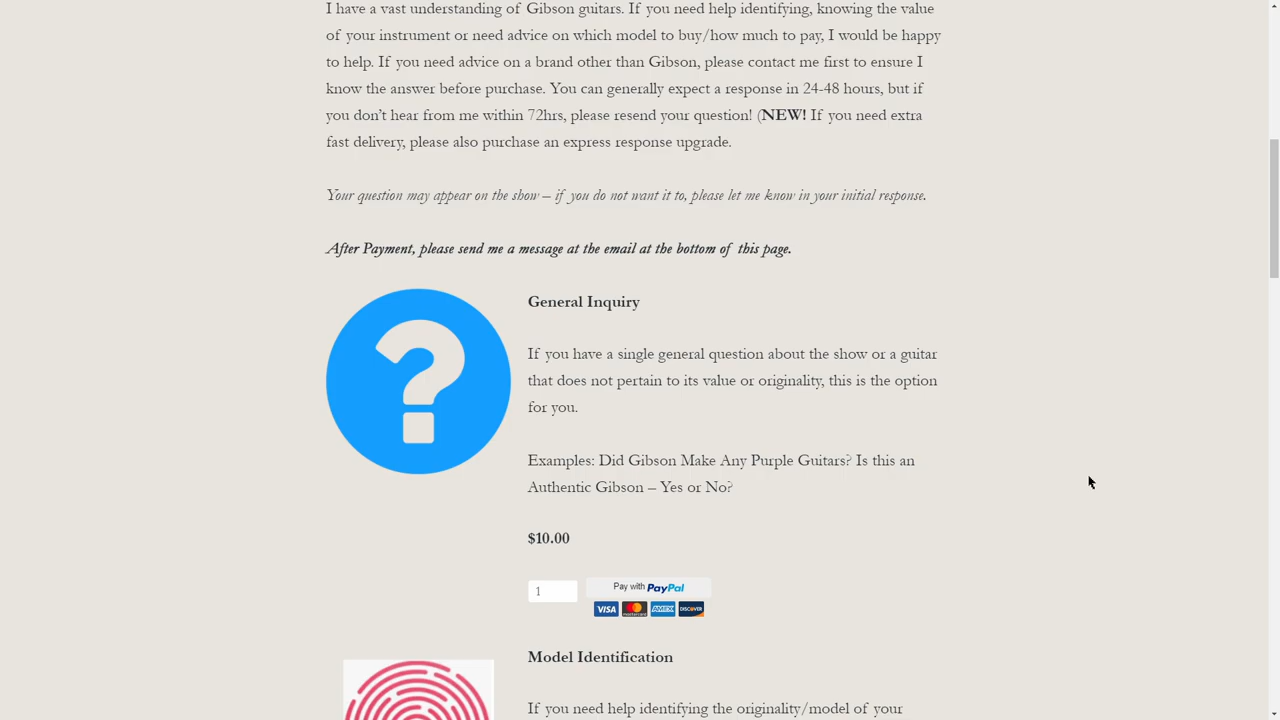 I have a vast understanding of Gibson guitars. If you need help identifying, knowing the value
of your instrument or need advice on which model to buy/how much to pay, I would be happy
to help. If you need advice on a brand other than Gibson, please contact me first to ensure I
know the answer before purchase. You can generally expect a response in 24-48 hours, but if
you don't hear from me within 72hrs, please resend your question! (NEW! If you need extra
fast delivery, please also purchase an express response upgrade.
Your question may appear on the show – if you do not want it to, please let me know in your initial response.
After Payment, please send me a message at the email at the bottom of this page.
General Inquiry
If you have a single general question about the show or a guitar
that does not pertain to its value or originality, this is the option
for you.
Examples: Did Gibson Make Any Purple Guitars? Is this an
Authentic Gibson – Yes or No?
$10.00
1
Pay with PayPal
VISA mastercard AMEX DISCOVER
Model Identification
If you need help identifying the originality/model of your